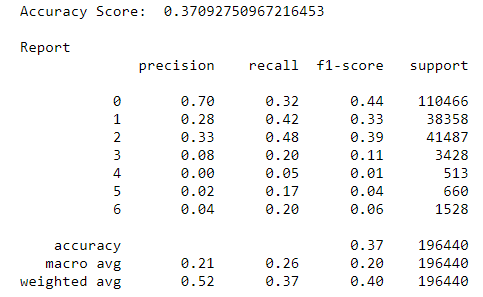 Accuracy Score:  0.37092750967216453
Report
precision recall f1-score support
0 0.70 0.32 0.44 110466
1 0.28 0.42 0.33 38358
2 0.33 0.48 0.39 41487
3 0.08 0.20 0.11 3428
4 0.00 0.05 0.01 513
5 0.02 0.17 0.04 660
6 0.04 0.20 0.06 1528
accuracy 0.37 196440
macro avg 0.21 0.26 0.20 196440
weighted avg 0.52 0.37 0.40 196440